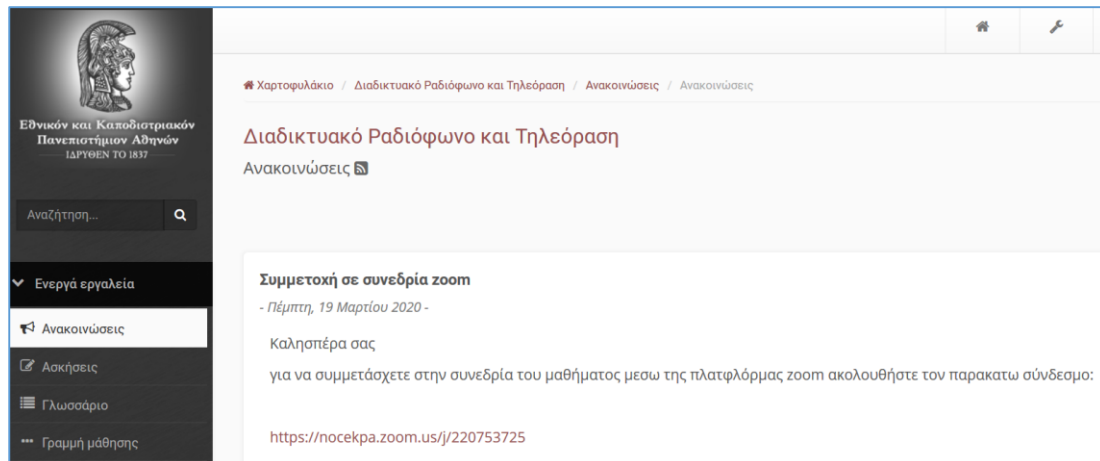 Εθνικόν και Καποδιστριακόν
Πανεπιστήμιον Αθηνών
ΙΔΡΥΘΕΝ ΤΟ 1837
Αναζήτηση...
Ενεργά εργαλεία
Ανακοινώσεις
Ασκήσεις
Γλωσσάριο
Γραμμή μάθησης
Χαρτοφυλάκιο / Διαδικτυακό Ραδιόφωνο και Τηλεόραση / Ανακοινώσεις / Ανακοινώσεις
Διαδικτυακό Ραδιόφωνο και Τηλεόραση
Ανακοινώσεις
Συμμετοχή σε συνεδρία zoom
- Πέμπτη, 19 Μαρτίου 2020 -
Καλησπέρα σας
για να συμμετάσχετε στην συνεδρία του μαθήματος μεσω της πλατφλόρμας zoom ακολουθήστε τον παρακατω σύνδεσμο:
https://nocekpa.zoom.us/j/220753725